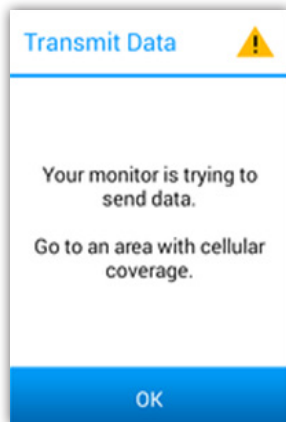 Transmit Data
Your monitor is trying to
send data.
Go to an area with cellular
coverage.
OK